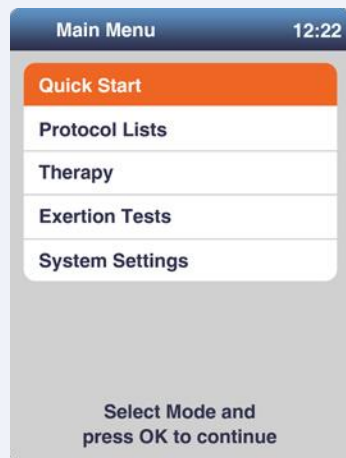 Main Menu 12:22
Quick Start
Protocol Lists
Therapy
Exertion Tests
System Settings
Select Mode and
press OK to continue